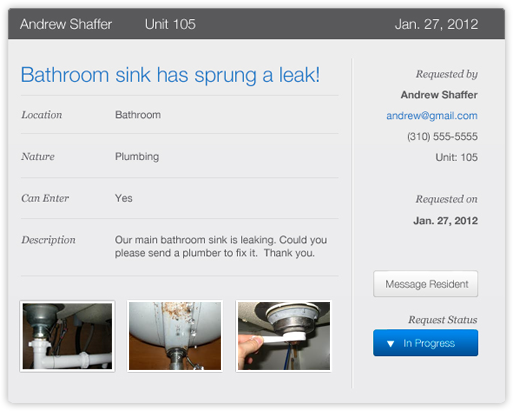 Andrew Shaffer Unit 105 Jan. 27, 2012
Bathroom sink has sprung a leak!
Location Bathroom
Nature Plumbing
Can Enter Yes
Description Our main bathroom sink is leaking. Could you
please send a plumber to fix it. Thank you.
Requested by
Andrew Shaffer
andrew@gmail.com
(310) 555-5555
Unit: 105
Requested on
Jan. 27, 2012
Message Resident
Request Status
In Progress